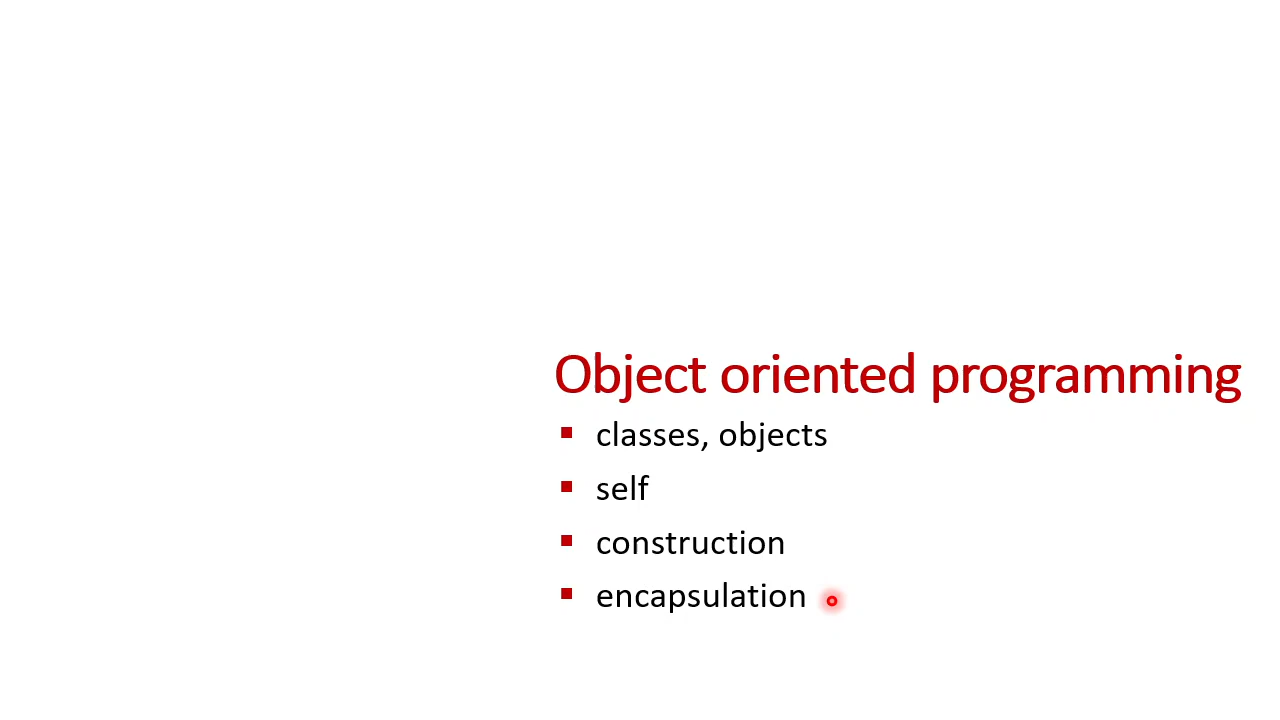 Object oriented programming
classes, objects
self
construction
encapsulation